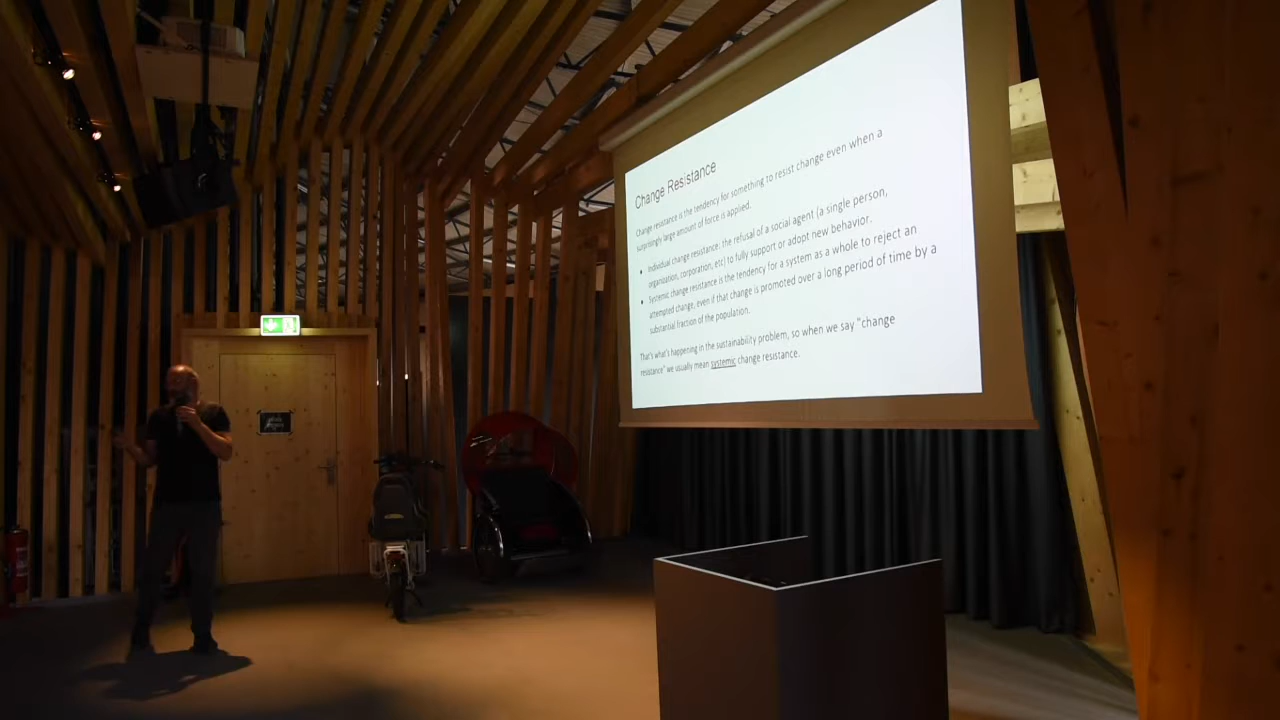 Change Resistance
Change resistance is the tendency for something to resist change even when a
surprisingly large amount of force is applied.
• Individual change resistance: the refusal of a social agent (a single person,
organization, corporation, etc) to fully support or adopt new behavior.
• Systemic change resistance is the tendency for a system as a whole to reject an
attempted change, even if that change is promoted over a long period of time by a
substantial fraction of the population.
That's what's happening in the sustainability problem, so when we say "change
resistance" we usually mean systemic change resistance.